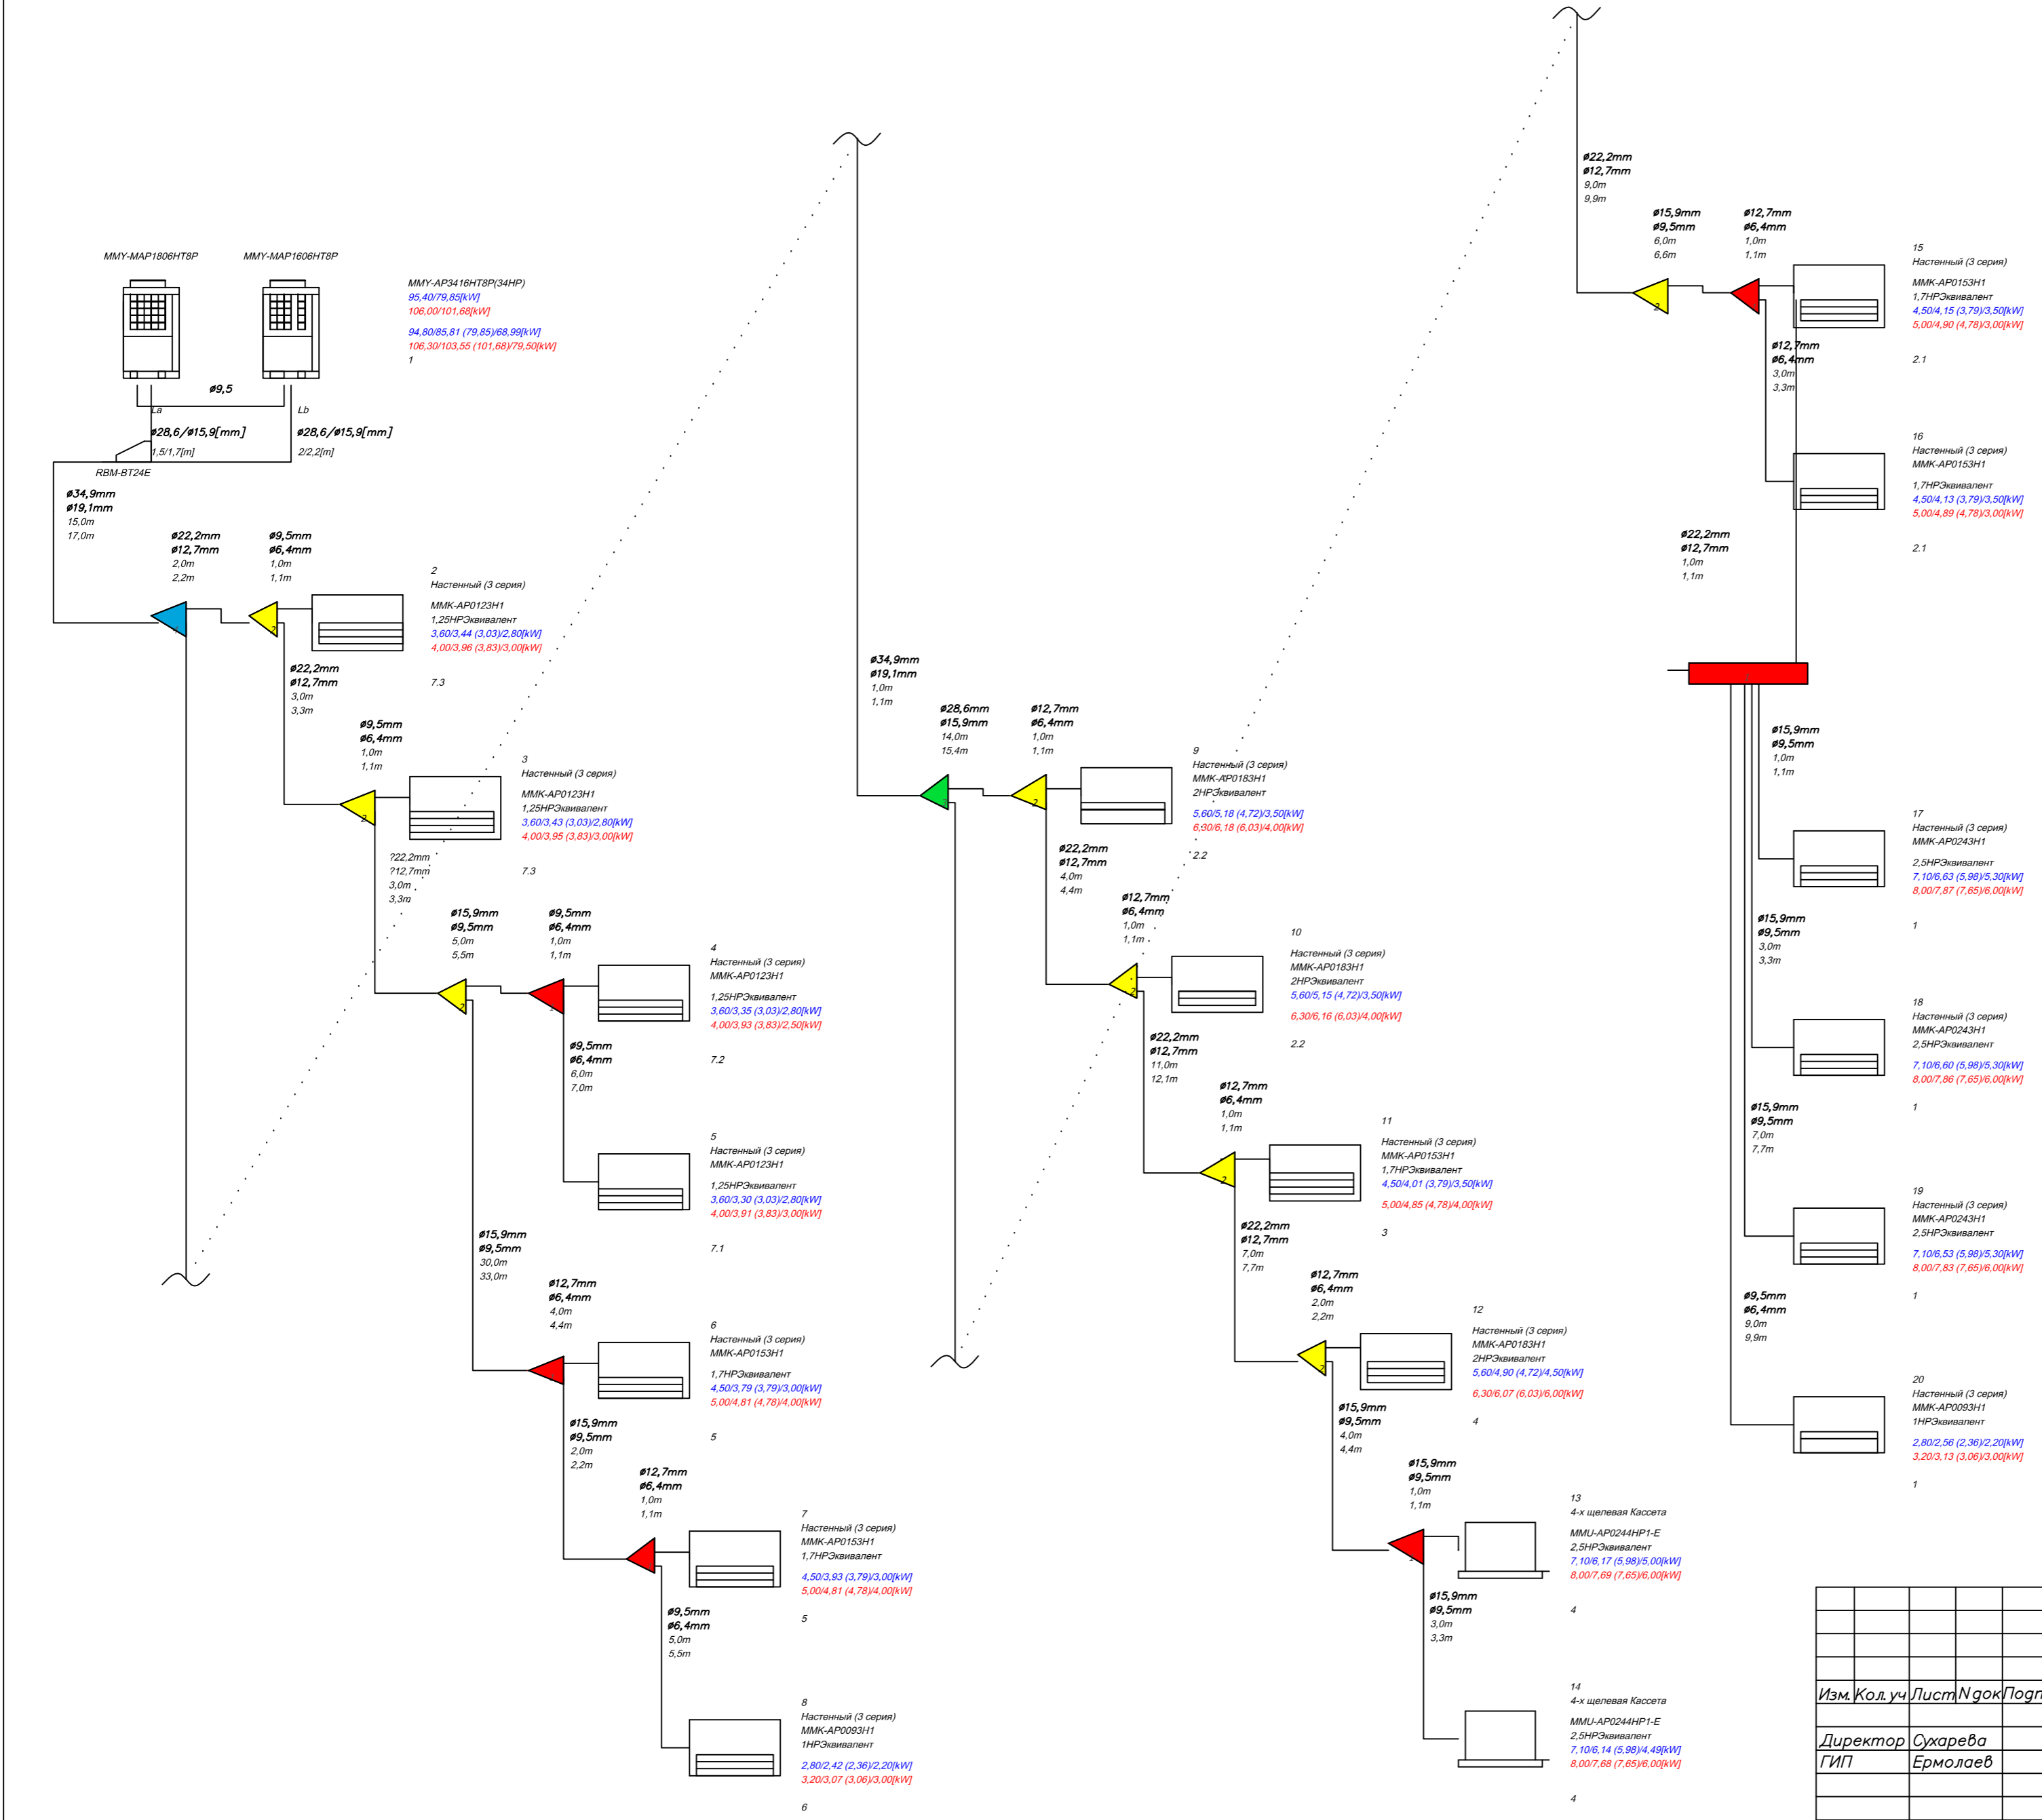 MMY-MAP1806HT8P
MMY-MAP1606HT8P
MMY-AP3416HT8P(34HP)
95,40/79,85[kW]
106,00/101,68[kW]
94,80/85,81 (79,85)/68,99[kW]
106,30/103,55 (101,68)/79,50[kW]
1
ø9,5
La
Lb
ø28,6/ø15,9[mm]
1,5/1,7[m]
ø28,6/ø15,9[mm]
2/2,2[m]
RBM-BT24E
ø34,9mm
ø19,1mm
15,0m
17,0m
ø22,2mm
ø12,7mm
2,0m
2,2m
ø9,5mm
ø6,4mm
1,0m
1,1m
2
2
Настенный (3 серия)
MMK-AP0123H1
1,25HPЭквивалент
3,60/3,44 (3,03)/2,80[kW]
4,00/3,96 (3,83)/3,00[kW]
7.3
ø22,2mm
ø12,7mm
3,0m
3,3m
ø9,5mm
ø6,4mm
1,0m
1,1m
2
3
Настенный (3 серия)
MMK-AP0123H1
1,25HPЭквивалент
3,60/3,43 (3,03)/2,80[kW]
4,00/3,95 (3,83)/3,00[kW]
7.3
?22,2mm
?12,7mm
3,0m
3,3m
ø15,9mm
ø9,5mm
5,0m
5,5m
2
ø9,5mm
ø6,4mm
1,0m
1,1m
4
Настенный (3 серия)
MMK-AP0123H1
1,25HPЭквивалент
3,60/3,35 (3,03)/2,80[kW]
4,00/3,93 (3,83)/2,50[kW]
7.2
ø9,5mm
ø6,4mm
6,0m
7,0m
5
Настенный (3 серия)
MMK-AP0123H1
1,25HPЭквивалент
3,60/3,30 (3,03)/2,80[kW]
4,00/3,91 (3,83)/3,00[kW]
7.1
ø15,9mm
ø9,5mm
30,0m
33,0m
ø12,7mm
ø6,4mm
4,0m
4,4m
6
Настенный (3 серия)
MMK-AP0153H1
1,7HPЭквивалент
4,50/3,79 (3,79)/3,00[kW]
5,00/4,81 (4,78)/4,00[kW]
5
ø15,9mm
ø9,5mm
2,0m
2,2m
ø12,7mm
ø6,4mm
1,0m
1,1m
7
Настенный (3 серия)
MMK-AP0153H1
1,7HPЭквивалент
4,50/3,93 (3,79)/3,00[kW]
5,00/4,81 (4,78)/4,00[kW]
5
ø9,5mm
ø6,4mm
5,0m
5,5m
8
Настенный (3 серия)
MMK-AP0093H1
1HPЭквивалент
2,80/2,42 (2,36)/2,20[kW]
3,20/3,07 (3,06)/3,00[kW]
6
ø34,9mm
ø19,1mm
1,0m
1,1m
ø28,6mm
ø15,9mm
14,0m
15,4m
ø12,7mm
ø6,4mm
1,0m
1,1m
2
9
Настенный (3 серия)
MMK-AP0183H1
2HPЭквивалент
5,60/5,18 (4,72)/3,50[kW]
6,30/6,18 (6,03)/4,00[kW]
2.2
ø22,2mm
ø12,7mm
4,0m
4,4m
ø12,7mm
ø6,4mm
1,0m
1,1m
2
10
Настенный (3 серия)
MMK-AP0183H1
2HPЭквивалент
5,60/5,15 (4,72)/3,50[kW]
6,30/6,16 (6,03)/4,00[kW]
2.2
ø22,2mm
ø12,7mm
11,0m
12,1m
ø12,7mm
ø6,4mm
1,0m
1,1m
2
11
Настенный (3 серия)
MMK-AP0153H1
1,7HPЭквивалент
4,50/4,01 (3,79)/3,50[kW]
5,00/4,85 (4,78)/4,00[kW]
3
ø22,2mm
ø12,7mm
7,0m
7,7m
ø12,7mm
ø6,4mm
2,0m
2,2m
2
12
Настенный (3 серия)
MMK-AP0183H1
2HPЭквивалент
5,60/4,90 (4,72)/4,50[kW]
6,30/6,07 (6,03)/6,00[kW]
4
ø15,9mm
ø9,5mm
4,0m
4,4m
ø15,9mm
ø9,5mm
1,0m
1,1m
13
4-х щелевая Кассета
MMU-AP0244HP1-E
2,5HPЭквивалент
7,10/6,17 (5,98)/5,00[kW]
8,00/7,69 (7,65)/6,00[kW]
4
ø15,9mm
ø9,5mm
3,0m
3,3m
14
4-х щелевая Кассета
MMU-AP0244HP1-E
2,5HPЭквивалент
7,10/6,14 (5,98)/4,49[kW]
8,00/7,68 (7,65)/6,00[kW]
4
ø22,2mm
ø12,7mm
9,0m
9,9m
ø15,9mm
ø9,5mm
6,0m
6,6m
2
ø12,7mm
ø6,4mm
1,0m
1,1m
15
Настенный (3 серия)
MMK-AP0153H1
1,7HPЭквивалент
4,50/4,15 (3,79)/3,50[kW]
5,00/4,90 (4,78)/3,00[kW]
2.1
ø12,7mm
ø6,4mm
3,0m
3,3m
16
Настенный (3 серия)
MMK-AP0153H1
1,7HPЭквивалент
4,50/4,13 (3,79)/3,50[kW]
5,00/4,89 (4,78)/3,00[kW]
2.1
ø22,2mm
ø12,7mm
1,0m
1,1m
ø15,9mm
ø9,5mm
1,0m
1,1m
17
Настенный (3 серия)
MMK-AP0243H1
2,5HPЭквивалент
7,10/6,63 (5,98)/5,30[kW]
8,00/7,87 (7,65)/6,00[kW]
1
ø15,9mm
ø9,5mm
3,0m
3,3m
18
Настенный (3 серия)
MMK-AP0243H1
2,5HPЭквивалент
7,10/6,60 (5,98)/5,30[kW]
8,00/7,86 (7,65)/6,00[kW]
1
ø15,9mm
ø9,5mm
7,0m
7,7m
19
Настенный (3 серия)
MMK-AP0243H1
2,5HPЭквивалент
7,10/6,53 (5,98)/5,30[kW]
8,00/7,83 (7,65)/6,00[kW]
1
ø9,5mm
ø6,4mm
9,0m
9,9m
20
Настенный (3 серия)
MMK-AP0093H1
1HPЭквивалент
2,80/2,56 (2,36)/2,20[kW]
3,20/3,13 (3,06)/3,00[kW]
1
Изм. Кол.уч Лист Nдок Подп
Директор Сухарева
ГИП Ермолаев